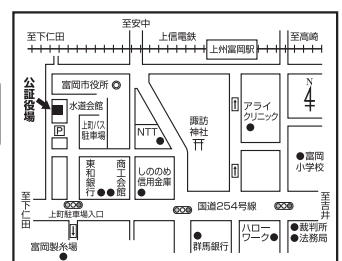 至安中
至下仁田
上信電鉄
至高崎
上州富岡駅
公証役場
富岡市役所
水道会館
P
上町バス
駐車場
NTT
諏訪
神社
アライ
クリニック
N
富岡
小学校
東和銀行
商工会館
しののめ
信用金庫
至下仁田
至吉井
国道254号線
上町駐車場入口
富岡製糸場
群馬銀行
ハロー
ワーク
裁判所
法務局